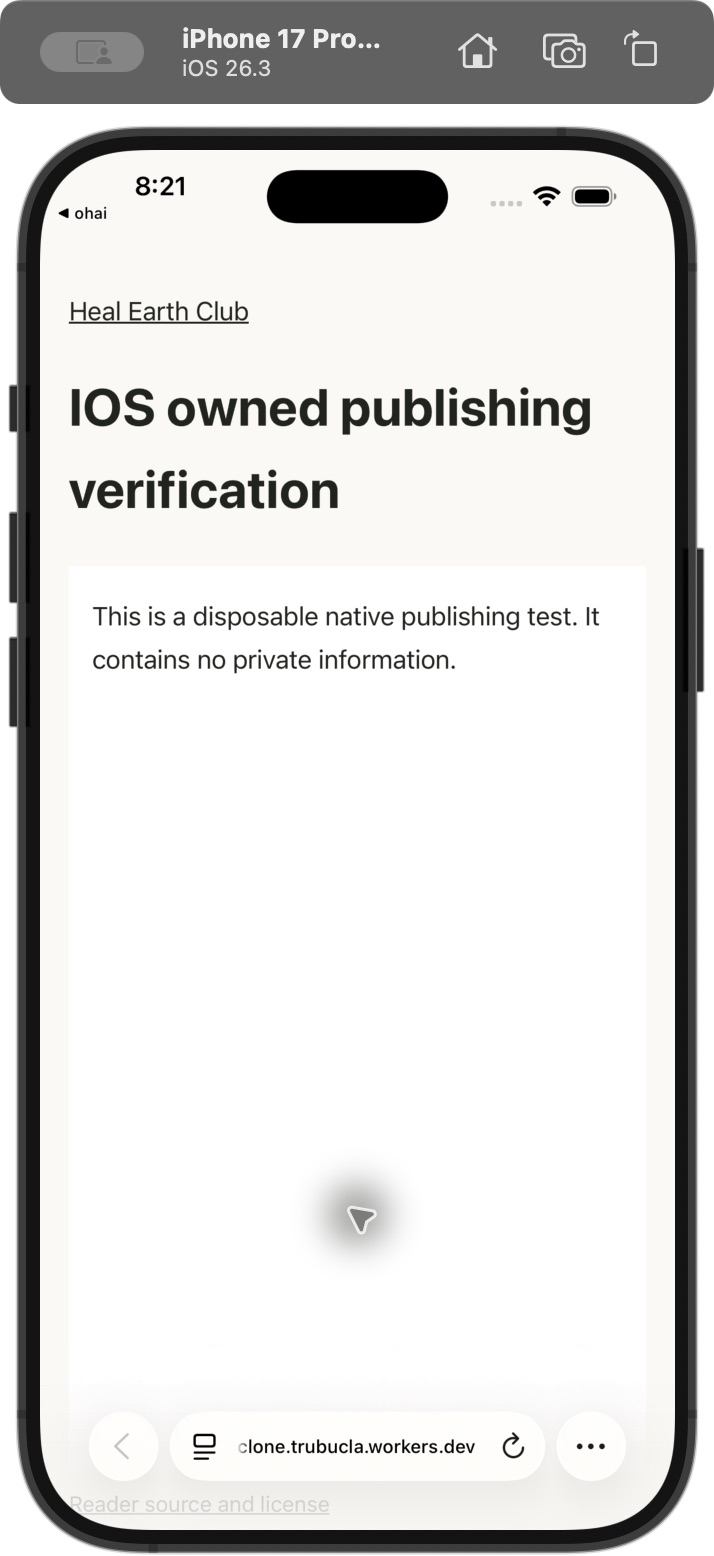 iPhone 17 Pro...
iOS 26.3
8:21
◀ ohai
Heal Earth Club
IOS owned publishing
verification
This is a disposable native publishing test. It
contains no private information.
clone.trubucla.workers.dev
Reader source and license